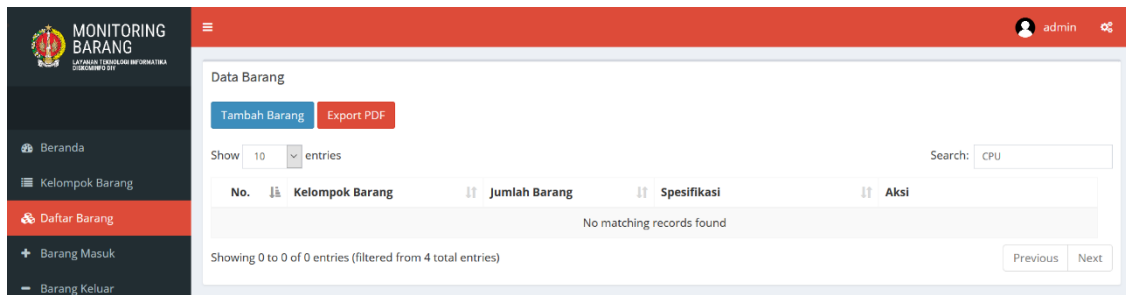 MONITORING
BARANG
LAYANAN TEKNOLOGI INFORMATIKA
DISKOMINFO DIY
admin
Data Barang
Tambah Barang Export PDF
Beranda
Show 10 entries Search: CPU
Kelompok Barang
No. Kelompok Barang Jumlah Barang Spesifikasi Aksi
Daftar Barang
No matching records found
Barang Masuk
Showing 0 to 0 of 0 entries (filtered from 4 total entries) Previous Next
Barang Keluar